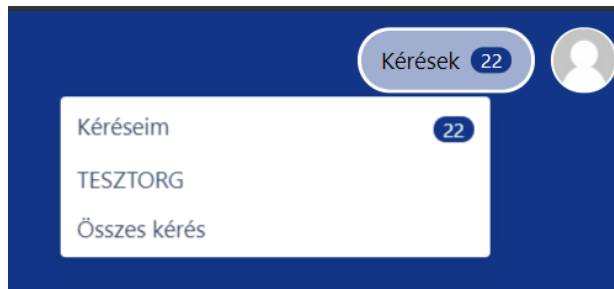 Kérések 22
Kéréseim 22
TESZTORG
Összes kérés